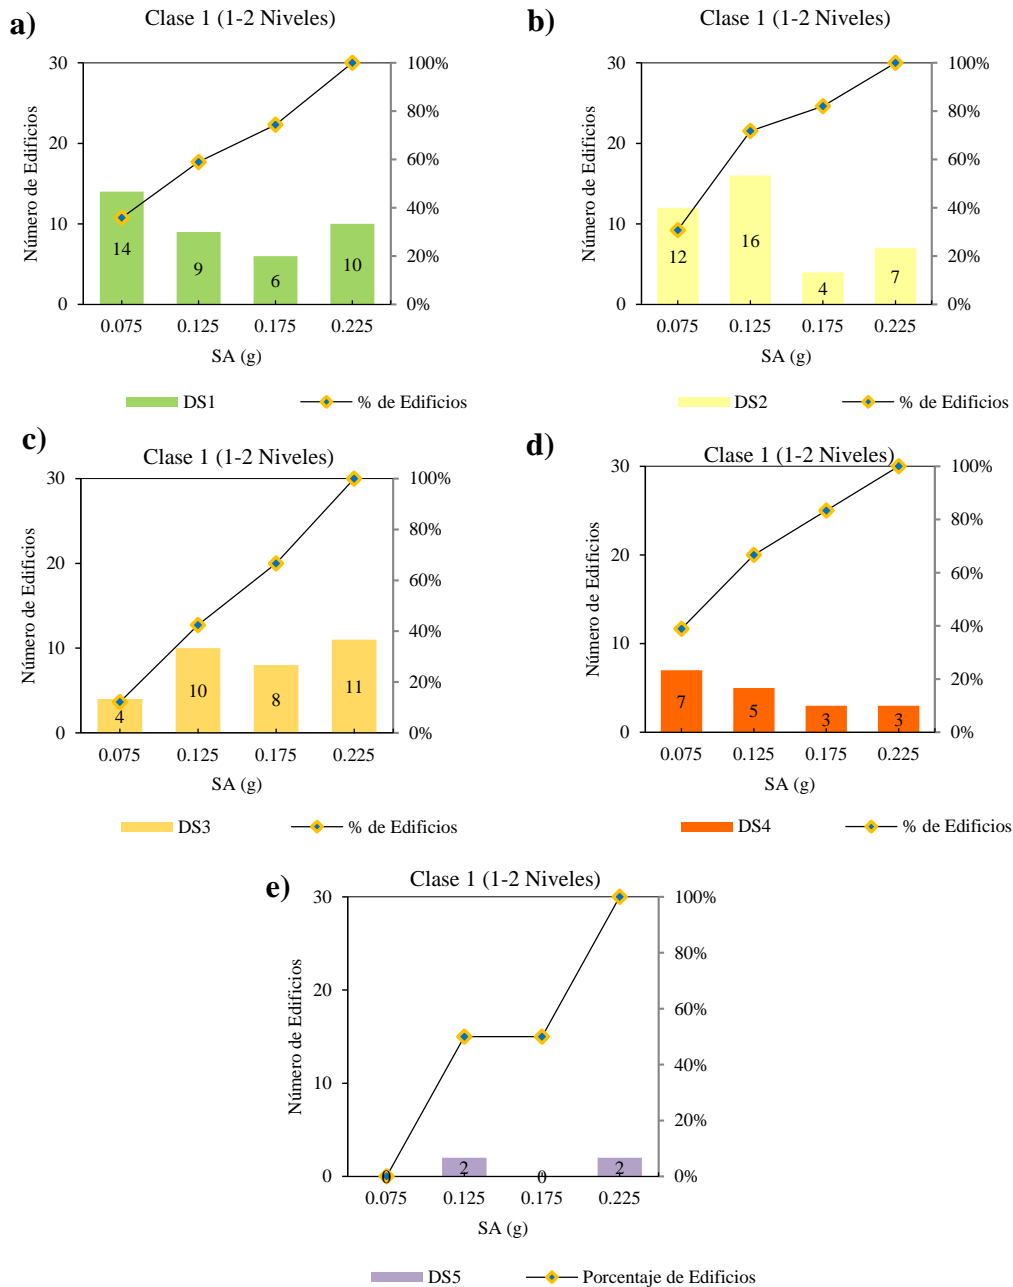 a)
Clase 1 (1-2 Niveles)
Número de Edificios
30
20
10
0
100%
80%
60%
40%
20%
0%
14
9
6
10
0.075 0.125 0.175 0.225
SA (g)
DS1 % de Edificios
b)
Clase 1 (1-2 Niveles)
Número de Edificios
30
20
10
0
100%
80%
60%
40%
20%
0%
12
16
4
7
0.075 0.125 0.175 0.225
SA (g)
DS2 % de Edificios
c)
Clase 1 (1-2 Niveles)
Número de Edificios
30
20
10
0
100%
80%
60%
40%
20%
0%
4
10
8
11
0.075 0.125 0.175 0.225
SA (g)
DS3 % de Edificios
d)
Clase 1 (1-2 Niveles)
Número de Edificios
30
20
10
0
100%
80%
60%
40%
20%
0%
7
5
3
3
0.075 0.125 0.175 0.225
SA (g)
DS4 % de Edificios
e)
Clase 1 (1-2 Niveles)
Número de Edificios
30
20
10
0
100%
80%
60%
40%
20%
0%
0
2
0
2
0.075 0.125 0.175 0.225
SA (g)
DS5 Porcentaje de Edificios